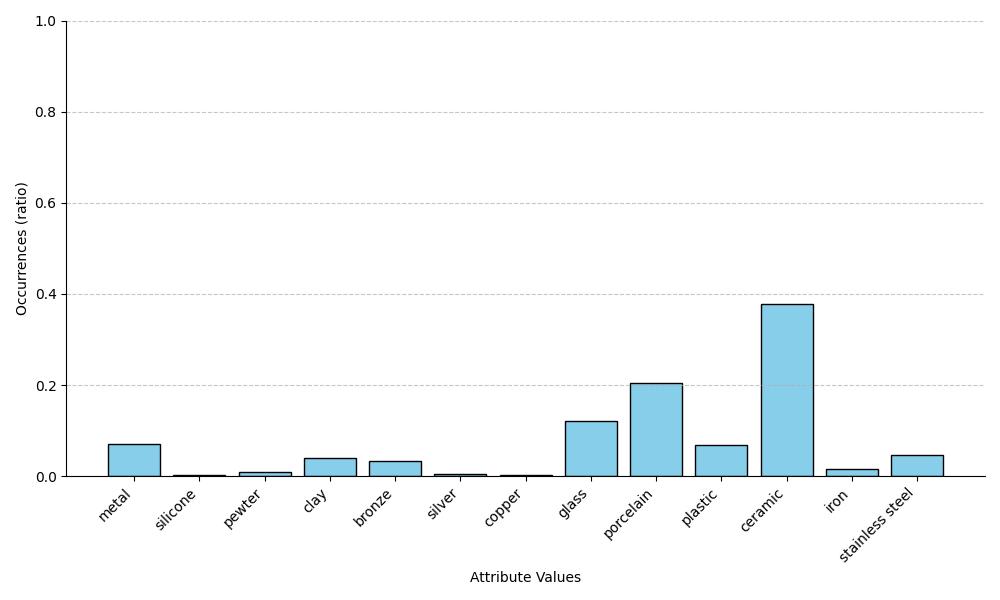 1.0
0.8
0.6
0.4
0.2
0.0
Occurrences (ratio)
metal
silicone
pewter
clay
bronze
silver
copper
glass
porcelain
plastic
ceramic
iron
stainless steel
Attribute Values